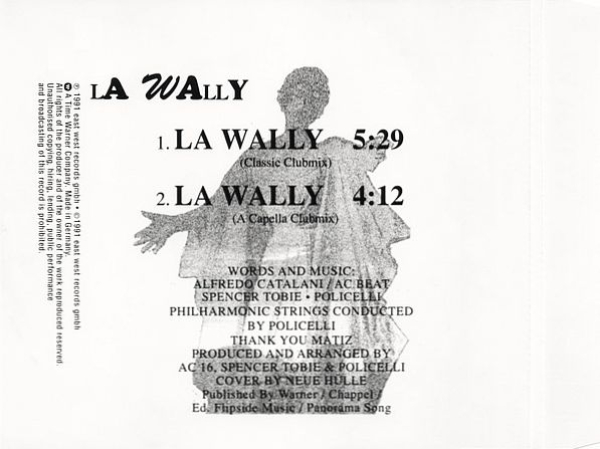 LA WALLY
1. LA WALLY 5:29
(Classic Clubmix)
2. LA WALLY 4:12
(A Capella Clubmix)
WORDS AND MUSIC:
ALFREDO CATALANI / AC.BEAT
SPENCER TOBIE • POLICELLI
PHILHARMONIC STRINGS CONDUCTED
BY POLICELLI
THANK YOU MATIZ
PRODUCED AND ARRANGED BY
AC 16, SPENCER TOBIE & POLICELLI
COVER BY NEUE HÜLLE
Published By Warner / Chappel /
Ed. Flipside Music / Panorama Song
℗ 1991 east west records gmbh • © 1991 east west records gmbh
A Time Warner Company. Made in Germany.
All rights of the producer and of the owner of the work reproduced reserved.
Unauthorised copying, hiring, lending, public performance
and broadcasting of this record is prohibited.